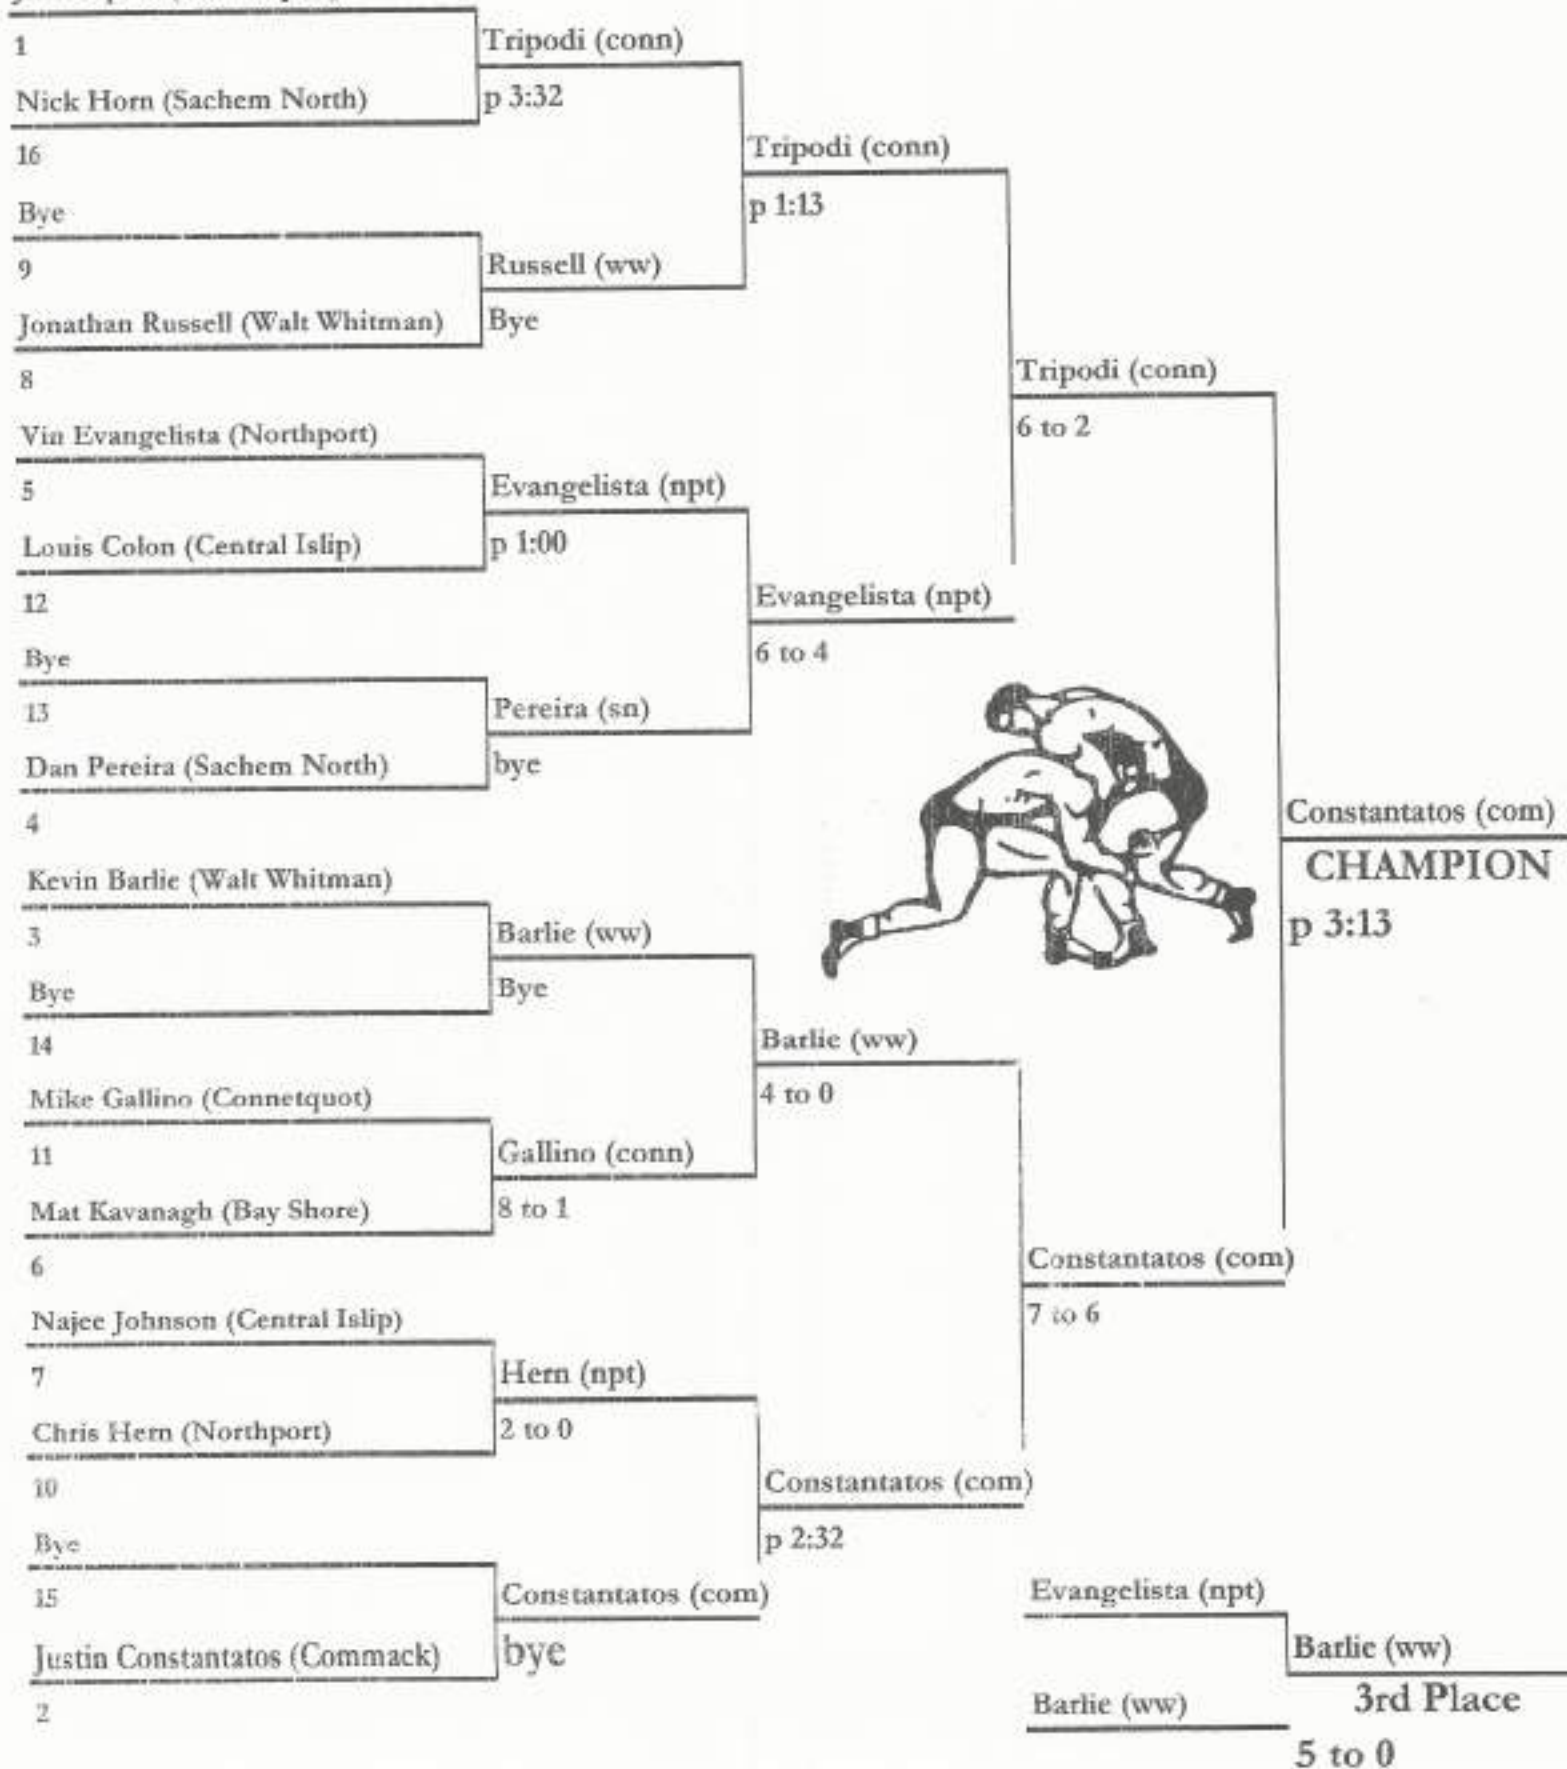 1
Nick Horn (Sachem North)
16
Bye
9
Jonathan Russell (Walt Whitman)
8
Vin Evangelista (Northport)
5
Louis Colon (Central Islip)
12
Bye
13
Dan Pereira (Sachem North)
4
Kevin Barlie (Walt Whitman)
3
Bye
14
Mike Gallino (Connetquot)
11
Mat Kavanagh (Bay Shore)
6
Najee Johnson (Central Islip)
7
Chris Hern (Northport)
10
Bye
15
Justin Constantatos (Commack)
2
Tripodi (conn)
p 3:32
Russell (ww)
Bye
Evangelista (npt)
p 1:00
Pereira (sn)
bye
Barlie (ww)
Bye
Gallino (conn)
8 to 1
Hern (npt)
2 to 0
Constantatos (com)
bye
Tripodi (conn)
p 1:13
Evangelista (npt)
6 to 4
Barlie (ww)
4 to 0
Constantatos (com)
p 2:32
Tripodi (conn)
6 to 2
Constantatos (com)
7 to 6
Constantatos (com)
CHAMPION
p 3:13
Evangelista (npt)
Barlie (ww)
Barlie (ww)
3rd Place
5 to 0